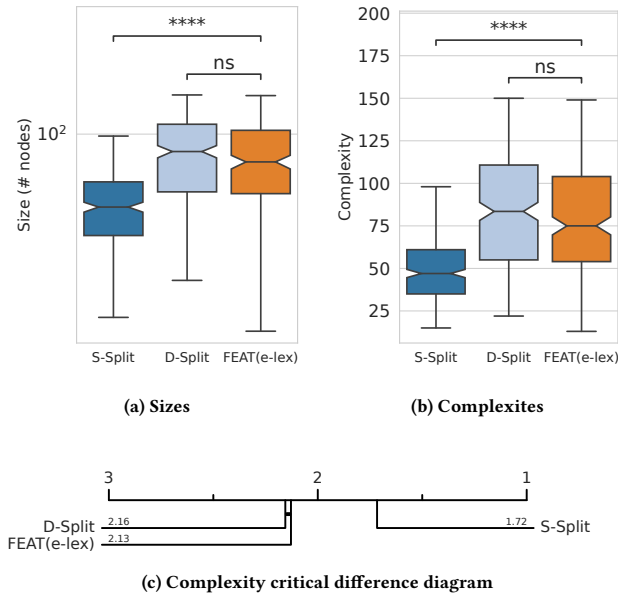 ****
ns
10²
Size (# nodes)
S-Split D-Split FEAT(e-lex)
(a) Sizes
200
****
175
ns
150
125
Complexity
100
75
50
25
S-Split D-Split FEAT(e-lex)
(b) Complexites
3 2 1
D-Split 2.16 1.72 S-Split
FEAT(e-lex) 2.13
(c) Complexity critical difference diagram